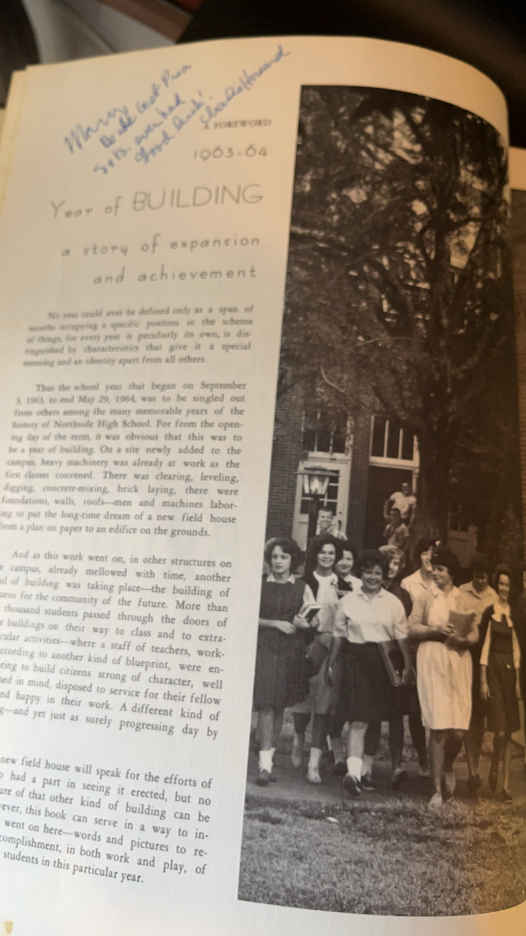 Good Luck!
A FOREWORD
1963-64
Year of BUILDING
a story of expansion
and achievement
No year could ever be defined only as a span of
months occupying a specific position in the scheme
of things, for every year is peculiarly its own, is dis-
tinguished by characteristics that give it a special
meaning and an identity apart from all others.
Thus the school year that began on September
3, 1963, to end May 29, 1964, was to be singled out
from others among the many memorable years of the
history of Northside High School. For from the open-
ing day of the term, it was obvious that this was to
be a year of building. On a site newly added to the
campus, heavy machinery was already at work as the
first classes convened. There was clearing, leveling,
digging, concrete-mixing, brick laying, there were
foundations, walls, roofs—men and machines labor-
ing to put the long-time dream of a new field house
from a plan on paper to an edifice on the grounds.
And as this work went on, in other structures on
campus, already mellowed with time, another
of building was taking place—the building of
for the community of the future. More than
thousand students passed through the doors of
buildings on their way to class and to extra-
cular activities—where a staff of teachers, work-
ccording to another kind of blueprint, were en-
ring to build citizens strong of character, well
ned in mind, disposed to service for their fellow
nd happy in their work. A different kind of
g—and yet just as surely progressing day by
new field house will speak for the efforts of
o had a part in seeing it erected, but no
ure of that other kind of building can be
ever, this book can serve in a way to in-
went on here—words and pictures to re-
complishment, in both work and play, of
students in this particular year.